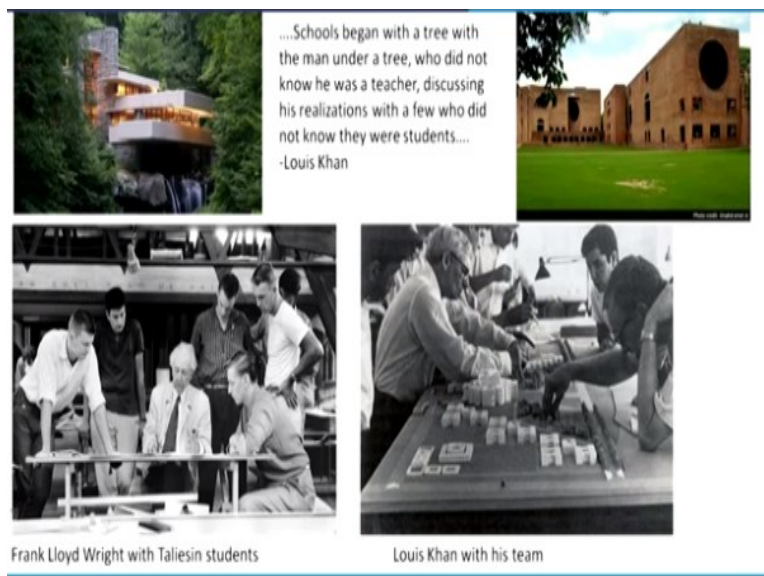 ....Schools began with a tree with
the man under a tree, who did not
know he was a teacher, discussing
his realizations with a few who did
not know they were students....
-Louis Khan
Frank Lloyd Wright with Taliesin students
Louis Khan with his team